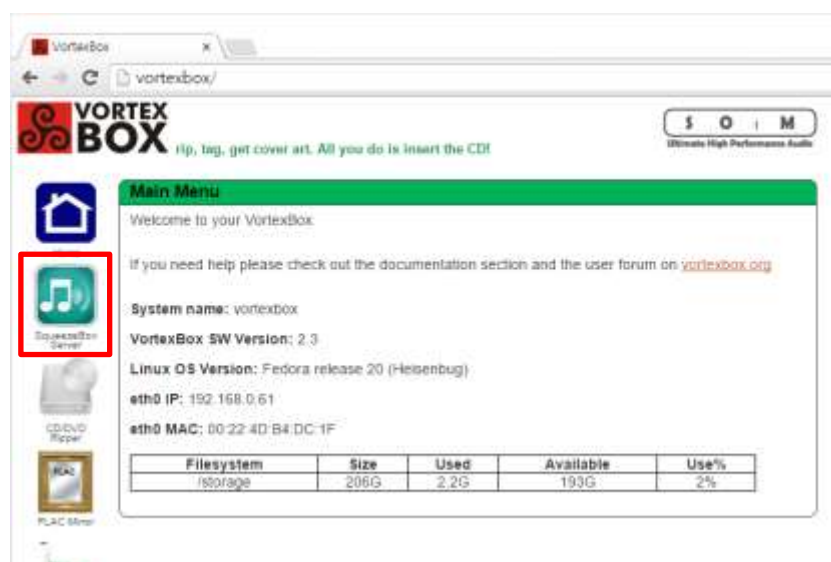 VortexBox
vortexbox/
VORTEX
BOX rip, tag, get cover art. All you do is insert the CD!
S O I M
Ultimate High Performance Audio
Main Menu
Welcome to your VortexBox
If you need help please check out the documentation section and the user forum on vortexbox.org
SqueezeBox
Server
System name: vortexbox
VortexBox SW Version: 2.3
Linux OS Version: Fedora release 20 (Heisenbug)
eth0 IP: 192.168.0.61
eth0 MAC: 00:22:4D:B4:DC:1F
CD/DVD
Ripper
Filesystem Size Used Available Use%
/storage 206G 2.2G 193G 2%
FLAC
FLAC Mirror